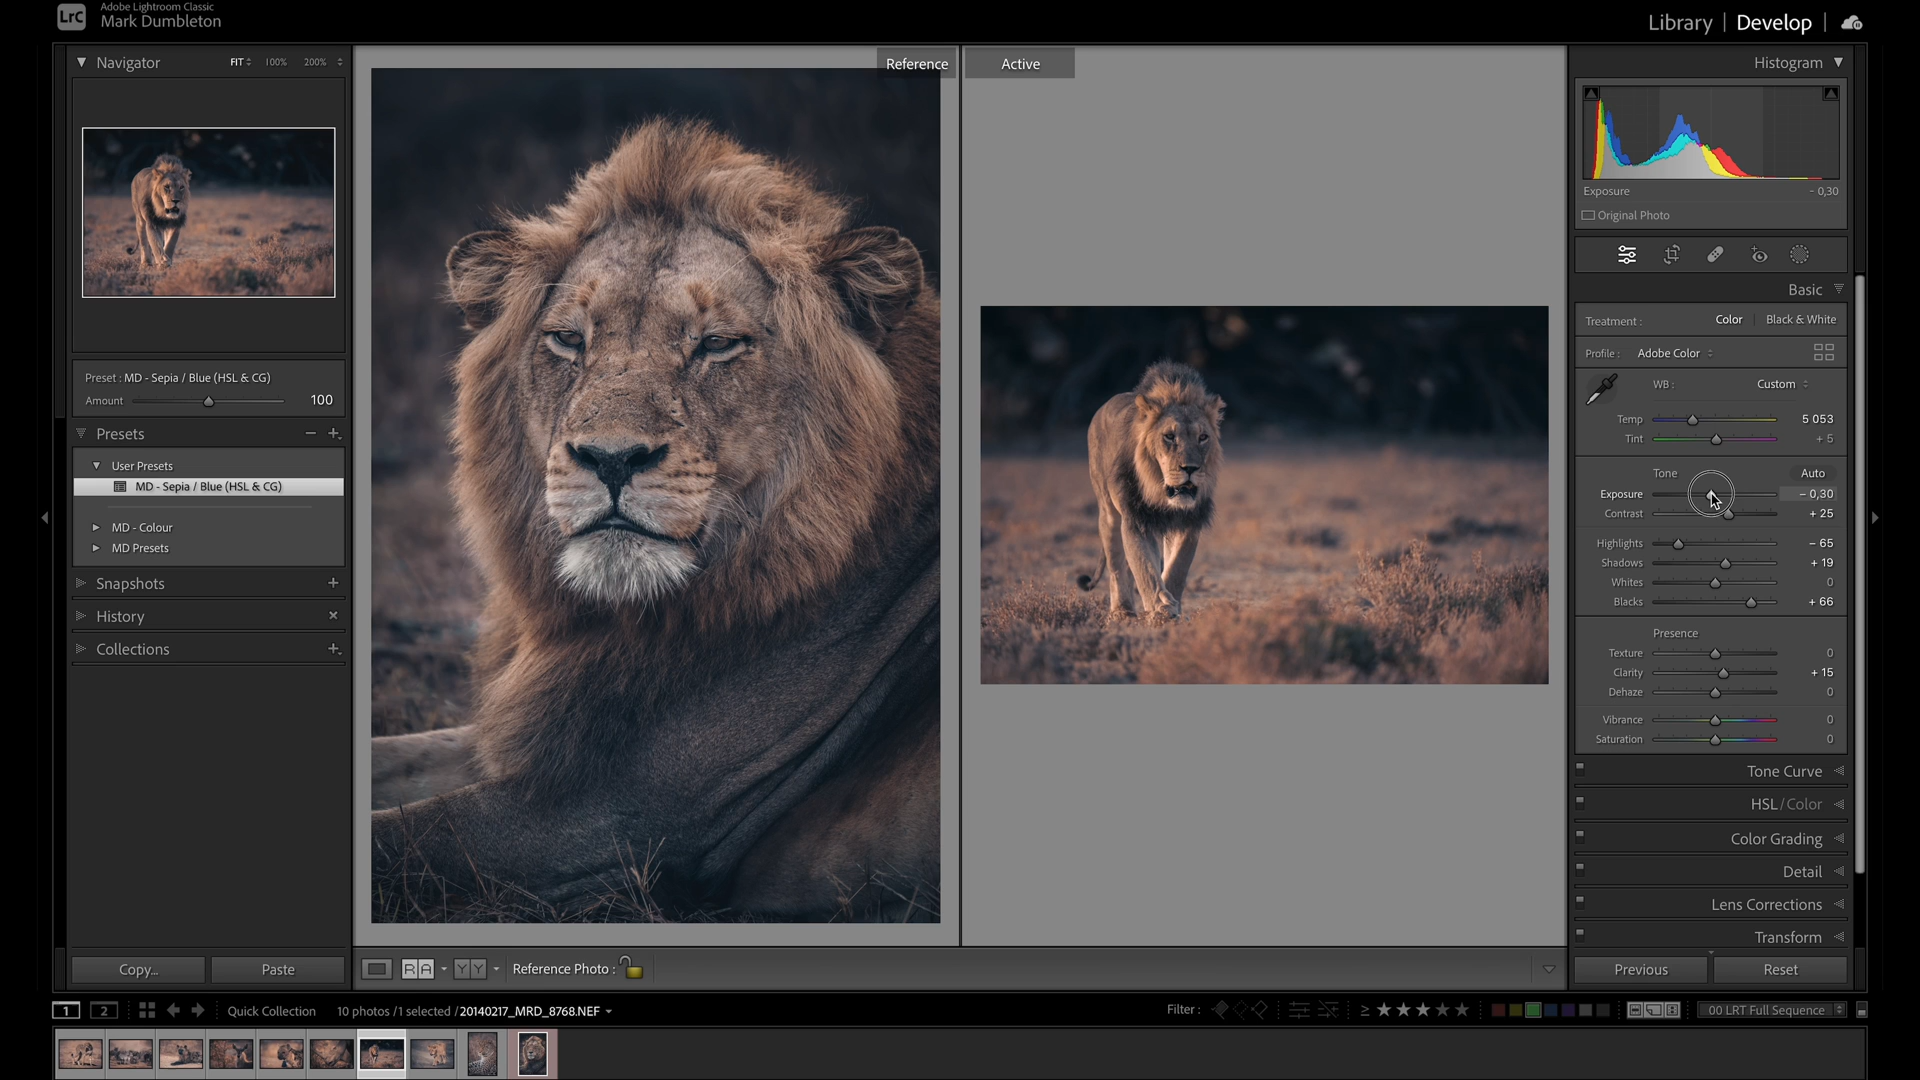 LrC
Adobe Lightroom Classic
Mark Dumbleton
Library | Develop
Navigator FIT 100% 200%
Preset : MD - Sepia / Blue (HSL & CG)
Amount 100
Presets
User Presets
MD - Sepia / Blue (HSL & CG)
MD - Colour
MD Presets
Snapshots
History
Collections
Copy... Paste
Reference Active
Histogram
Exposure – 0,30
Original Photo
Basic
Treatment : Color Black & White
Profile : Adobe Color
WB : Custom
Temp 5 053
Tint + 5
Tone Auto
Exposure – 0,30
Contrast + 25
Highlights – 65
Shadows + 19
Whites 0
Blacks + 66
Presence
Texture 0
Clarity + 15
Dehaze 0
Vibrance 0
Saturation 0
Tone Curve
HSL / Color
Color Grading
Detail
Lens Corrections
Transform
Previous Reset
R A Y Y Reference Photo :
1 2 Quick Collection 10 photos /1 selected /20140217_MRD_8768.NEF Filter : ≥ ★ ★ ★ ★ ★ 00 LRT Full Sequence